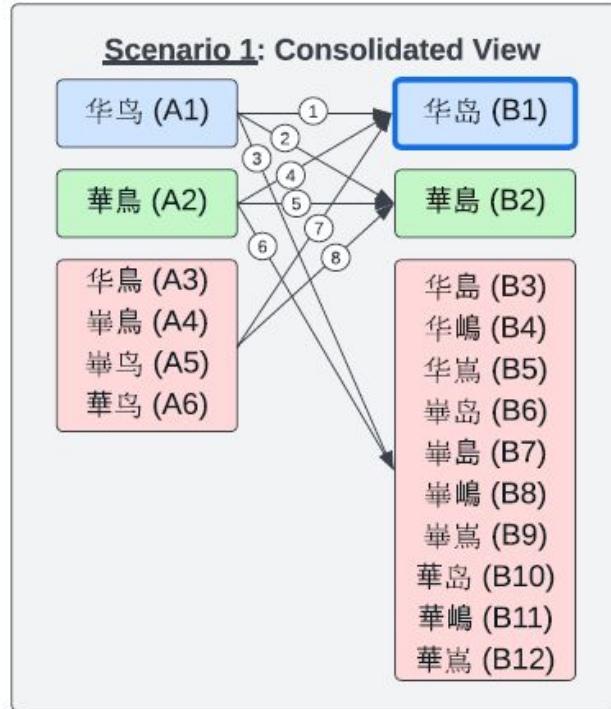 Scenario 1: Consolidated View
华鸟 (A1)
華鳥 (A2)
华鳥 (A3)
崋鳥 (A4)
崋鸟 (A5)
華鸟 (A6)
1
2
3
4
5
6
7
8
华岛 (B1)
華島 (B2)
华島 (B3)
华嶋 (B4)
华嶌 (B5)
崋岛 (B6)
崋島 (B7)
崋嶋 (B8)
崋嶌 (B9)
華岛 (B10)
華嶋 (B11)
華嶌 (B12)